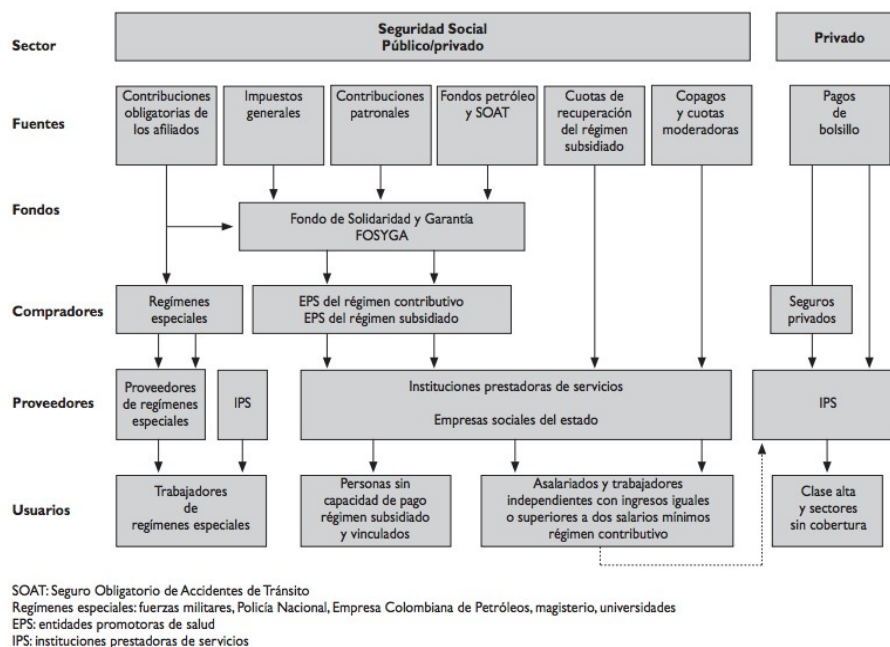 Sector
Seguridad Social
Público/privado
Privado
Fuentes
Contribuciones
obligatorias de
los afiliados
Impuestos
generales
Contribuciones
patronales
Fondos petróleo
y SOAT
Cuotas de
recuperación
del régimen
subsidiado
Copagos
y cuotas
moderadoras
Pagos
de
bolsillo
Fondos
Fondo de Solidaridad y Garantía
FOSYGA
Compradores
Regímenes
especiales
EPS del régimen contributivo
EPS del régimen subsidiado
Seguros
privados
Proveedores
Proveedores
de regímenes
especiales
IPS
Instituciones prestadoras de servicios
Empresas sociales del estado
IPS
Usuarios
Trabajadores
de
regímenes especiales
Personas sin
capacidad de pago
régimen subsidiado
y vinculados
Asalariados y trabajadores
independientes con ingresos iguales
o superiores a dos salarios mínimos
régimen contributivo
Clase alta
y sectores
sin cobertura
SOAT: Seguro Obligatorio de Accidentes de Tránsito
Regímenes especiales: fuerzas militares, Policía Nacional, Empresa Colombiana de Petróleos, magisterio, universidades
EPS: entidades promotoras de salud
IPS: instituciones prestadoras de servicios